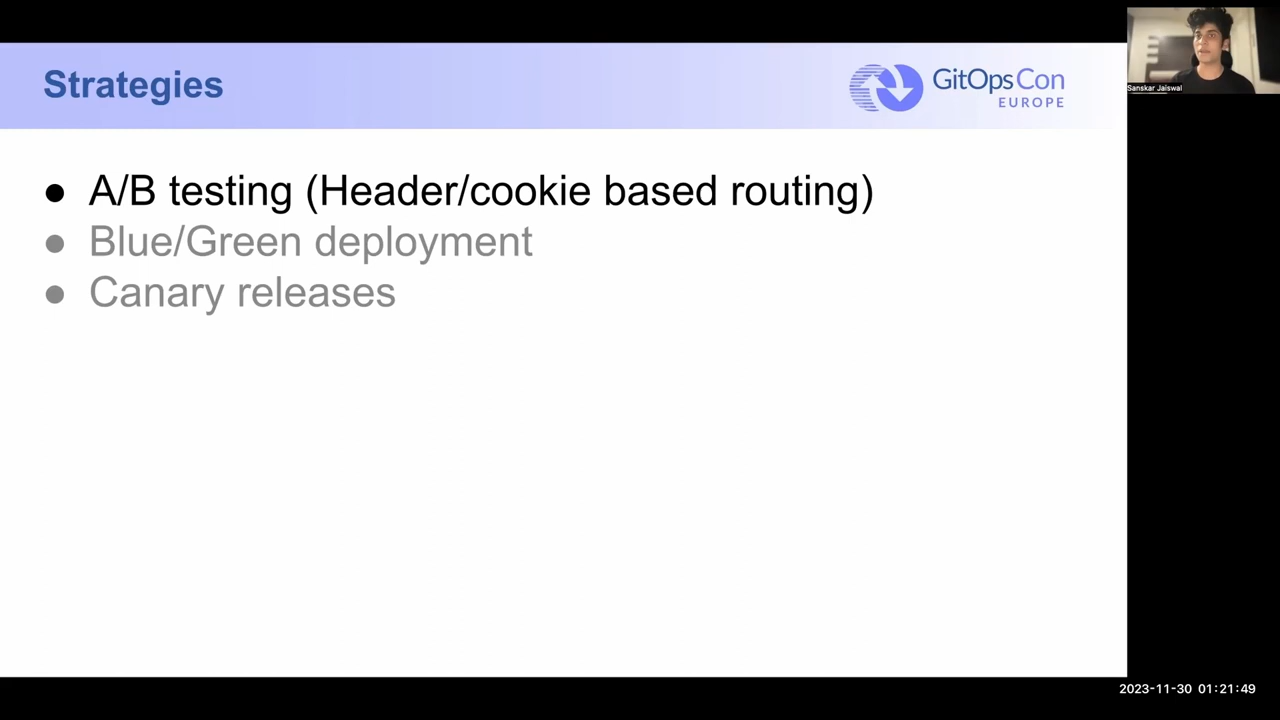 Strategies
GitOpsCon
EUROPE
Sanskar Jaiswal
● A/B testing (Header/cookie based routing)
● Blue/Green deployment
● Canary releases
2023-11-30 01:21:49